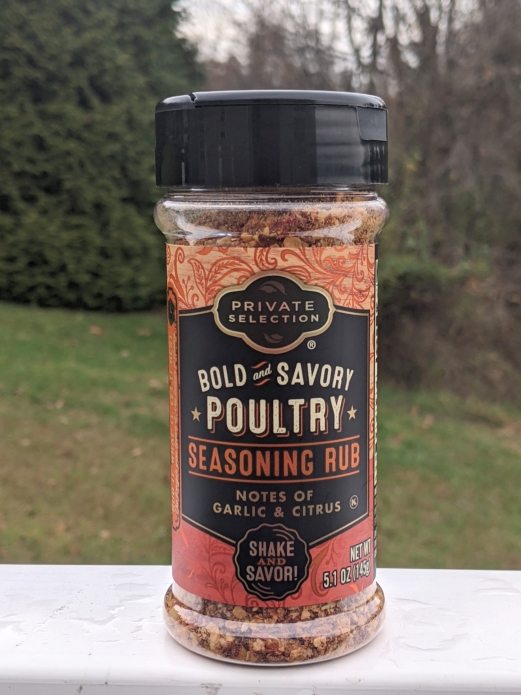 PRIVATE
SELECTION
®
BOLD and SAVORY
POULTRY
SEASONING RUB
NOTES OF
GARLIC & CITRUS K
SHAKE
AND
SAVOR!
NET WT
5.1 OZ (145g)